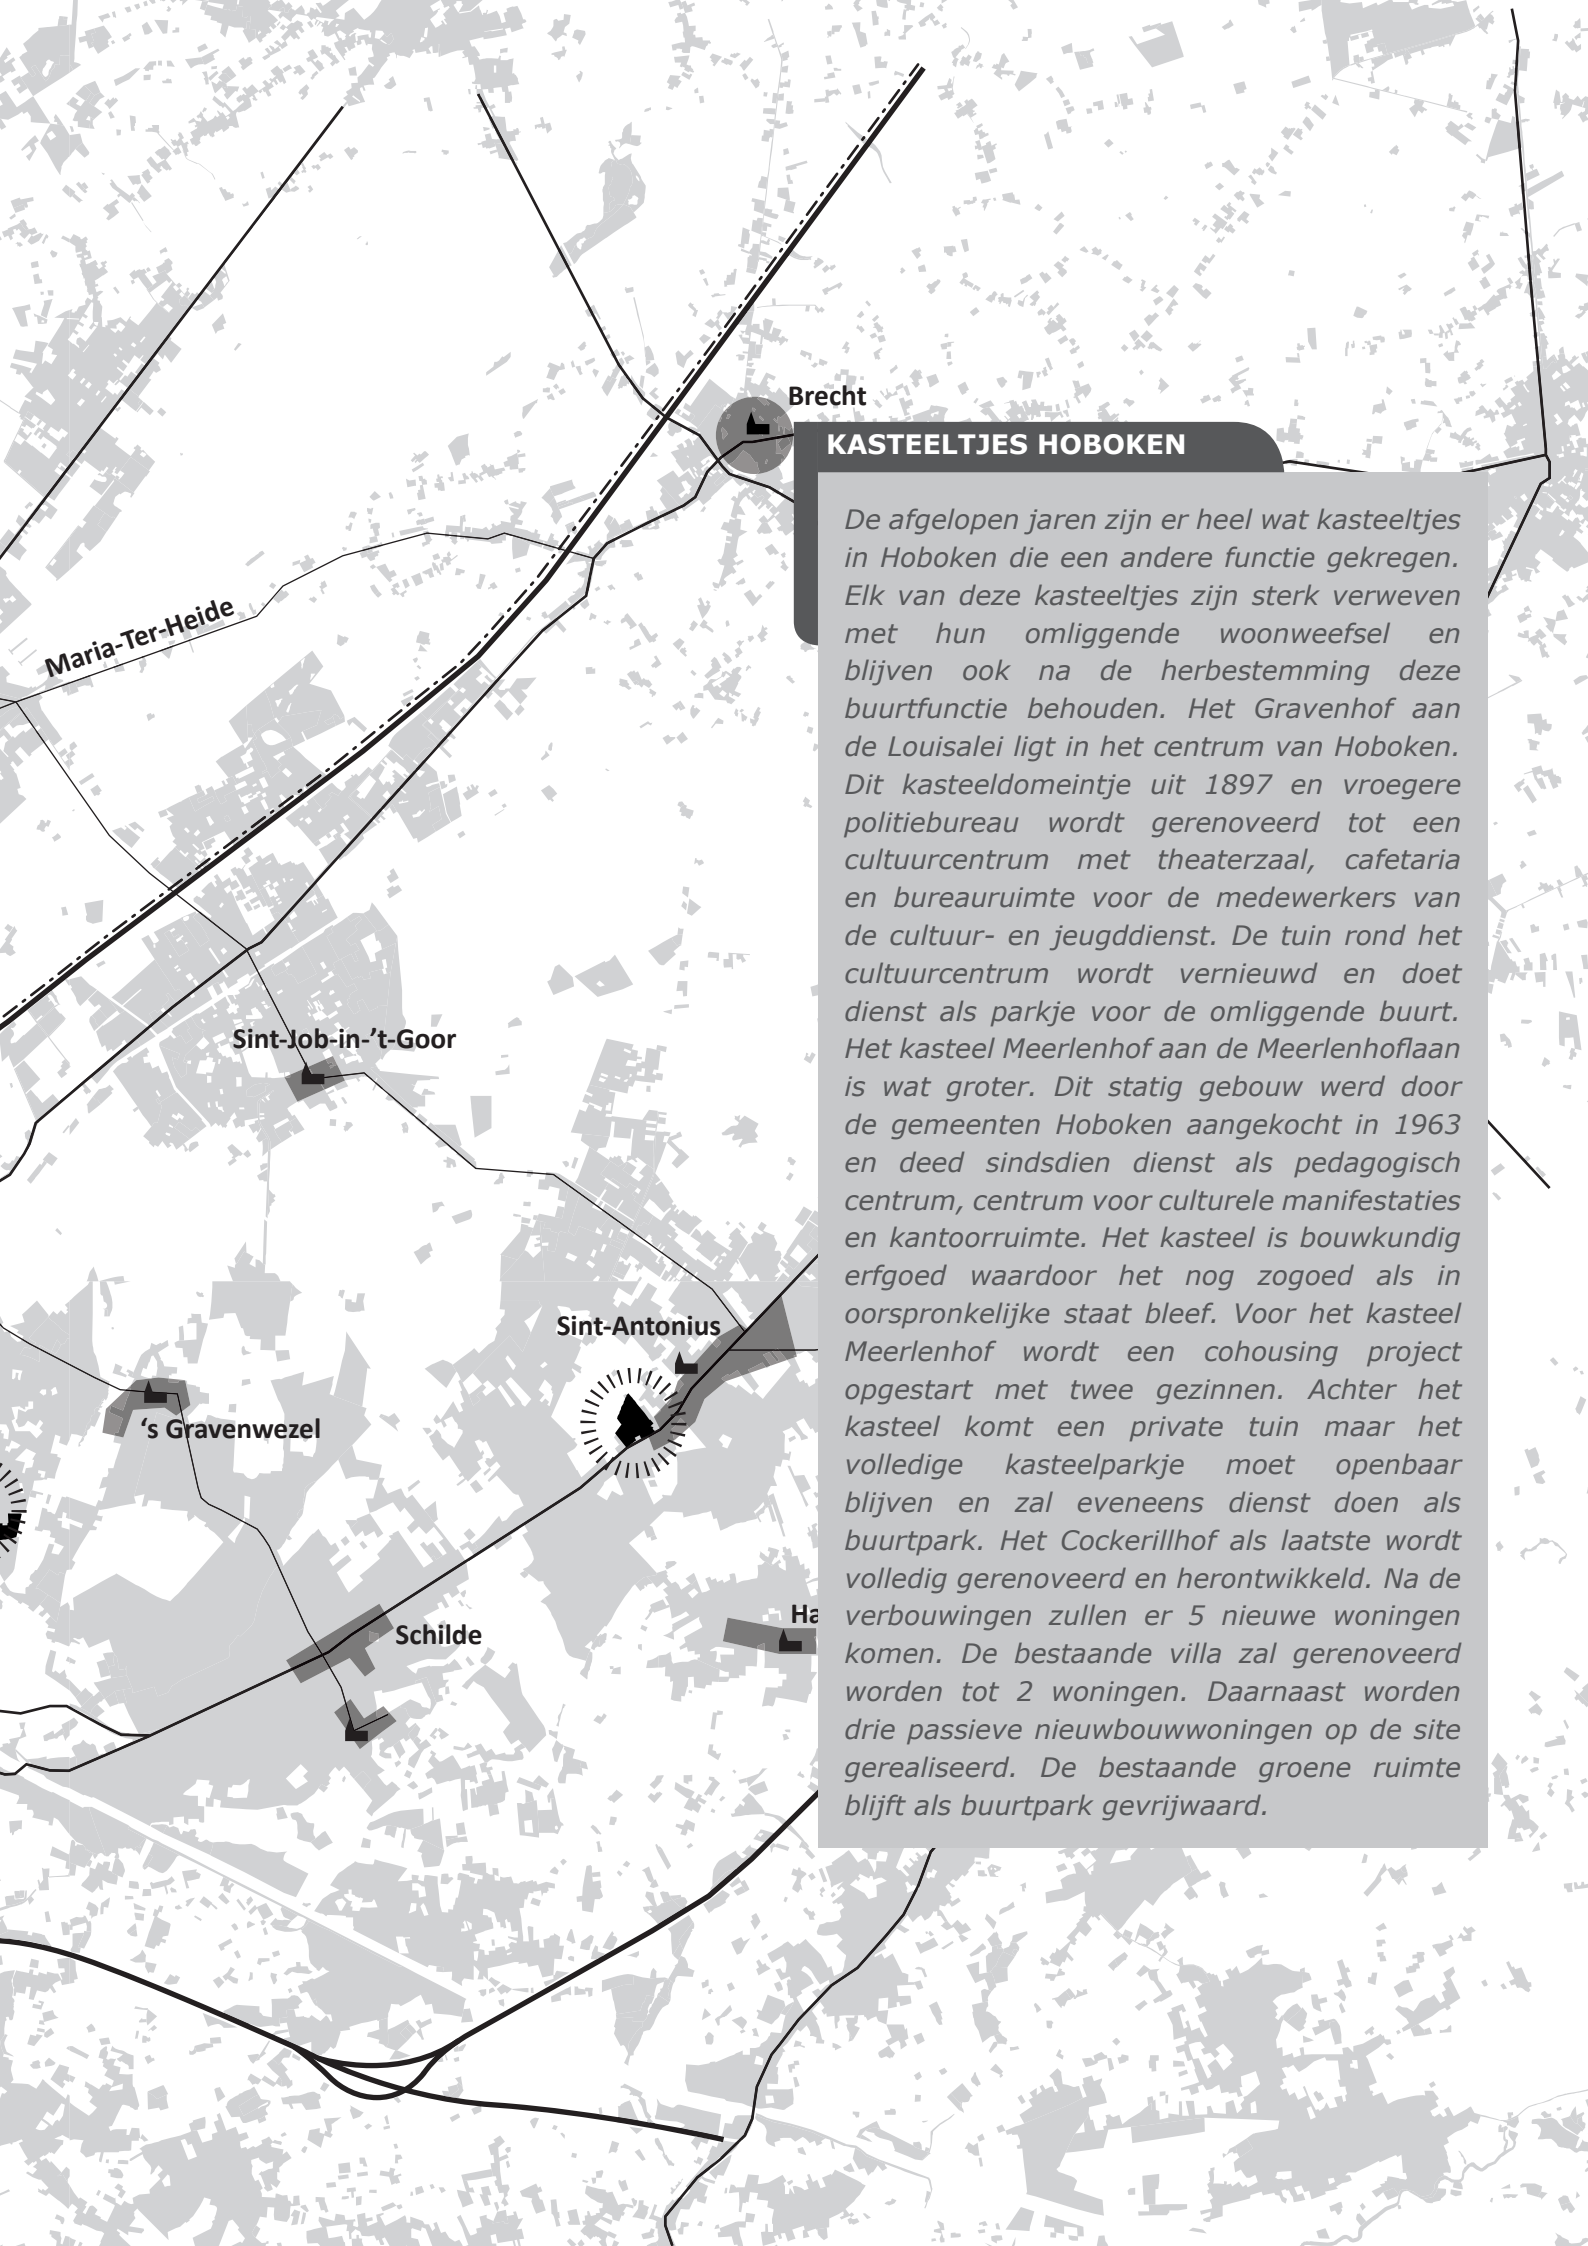 Brecht
KASTEELTJES HOBOKEN
De afgelopen jaren zijn er heel wat kasteeltjes
in Hoboken die een andere functie gekregen.
Elk van deze kasteeltjes zijn sterk verweven
met hun omliggende woonweefsel en
blijven ook na de herbestemming deze
buurtfunctie behouden. Het Gravenhof aan
de Louisalei ligt in het centrum van Hoboken.
Dit kasteeldomeintje uit 1897 en vroegere
politiebureau wordt gerenoveerd tot een
cultuurcentrum met theaterzaal, cafetaria
en bureauruimte voor de medewerkers van
de cultuur- en jeugddienst. De tuin rond het
cultuurcentrum wordt vernieuwd en doet
dienst als parkje voor de omliggende buurt.
Het kasteel Meerlenhof aan de Meerlenhoflaan
is wat groter. Dit statig gebouw werd door
de gemeenten Hoboken aangekocht in 1963
en deed sindsdien dienst als pedagogisch
centrum, centrum voor culturele manifestaties
en kantoorruimte. Het kasteel is bouwkundig
erfgoed waardoor het nog zogoed als in
oorspronkelijke staat bleef. Voor het kasteel
Meerlenhof wordt een cohousing project
opgestart met twee gezinnen. Achter het
kasteel komt een private tuin maar het
volledige kasteelparkje moet openbaar
blijven en zal eveneens dienst doen als
buurtpark. Het Cockerillhof als laatste wordt
volledig gerenoveerd en herontwikkeld. Na de
verbouwingen zullen er 5 nieuwe woningen
komen. De bestaande villa zal gerenoveerd
worden tot 2 woningen. Daarnaast worden
drie passieve nieuwbouwwoningen op de site
gerealiseerd. De bestaande groene ruimte
blijft als buurtpark gevrijwaard.
Maria-Ter-Heide
Sint-Job-in-’t-Goor
Sint-Antonius
‘s Gravenwezel
Ha
Schilde